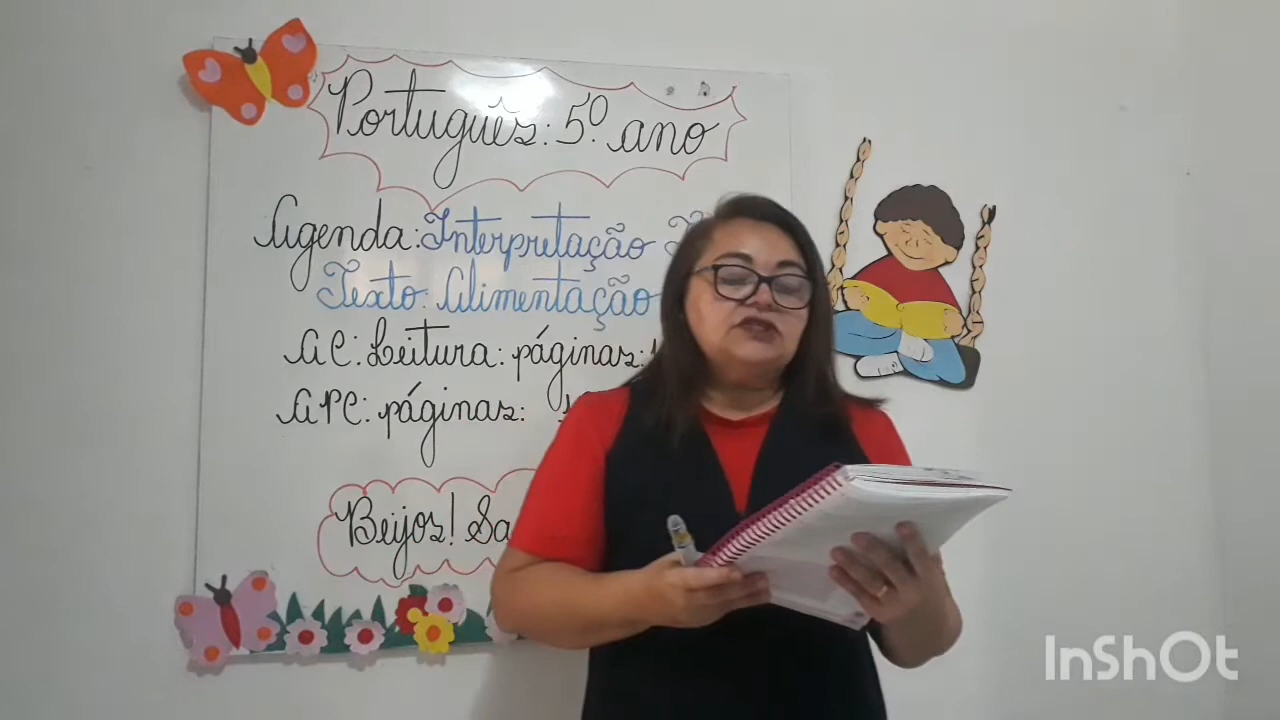 Português: 5º ano
Agenda: Interpretação
Texto: Alimentação
AC: Leitura: páginas:
APC: páginas:
Beijos!
InShOt